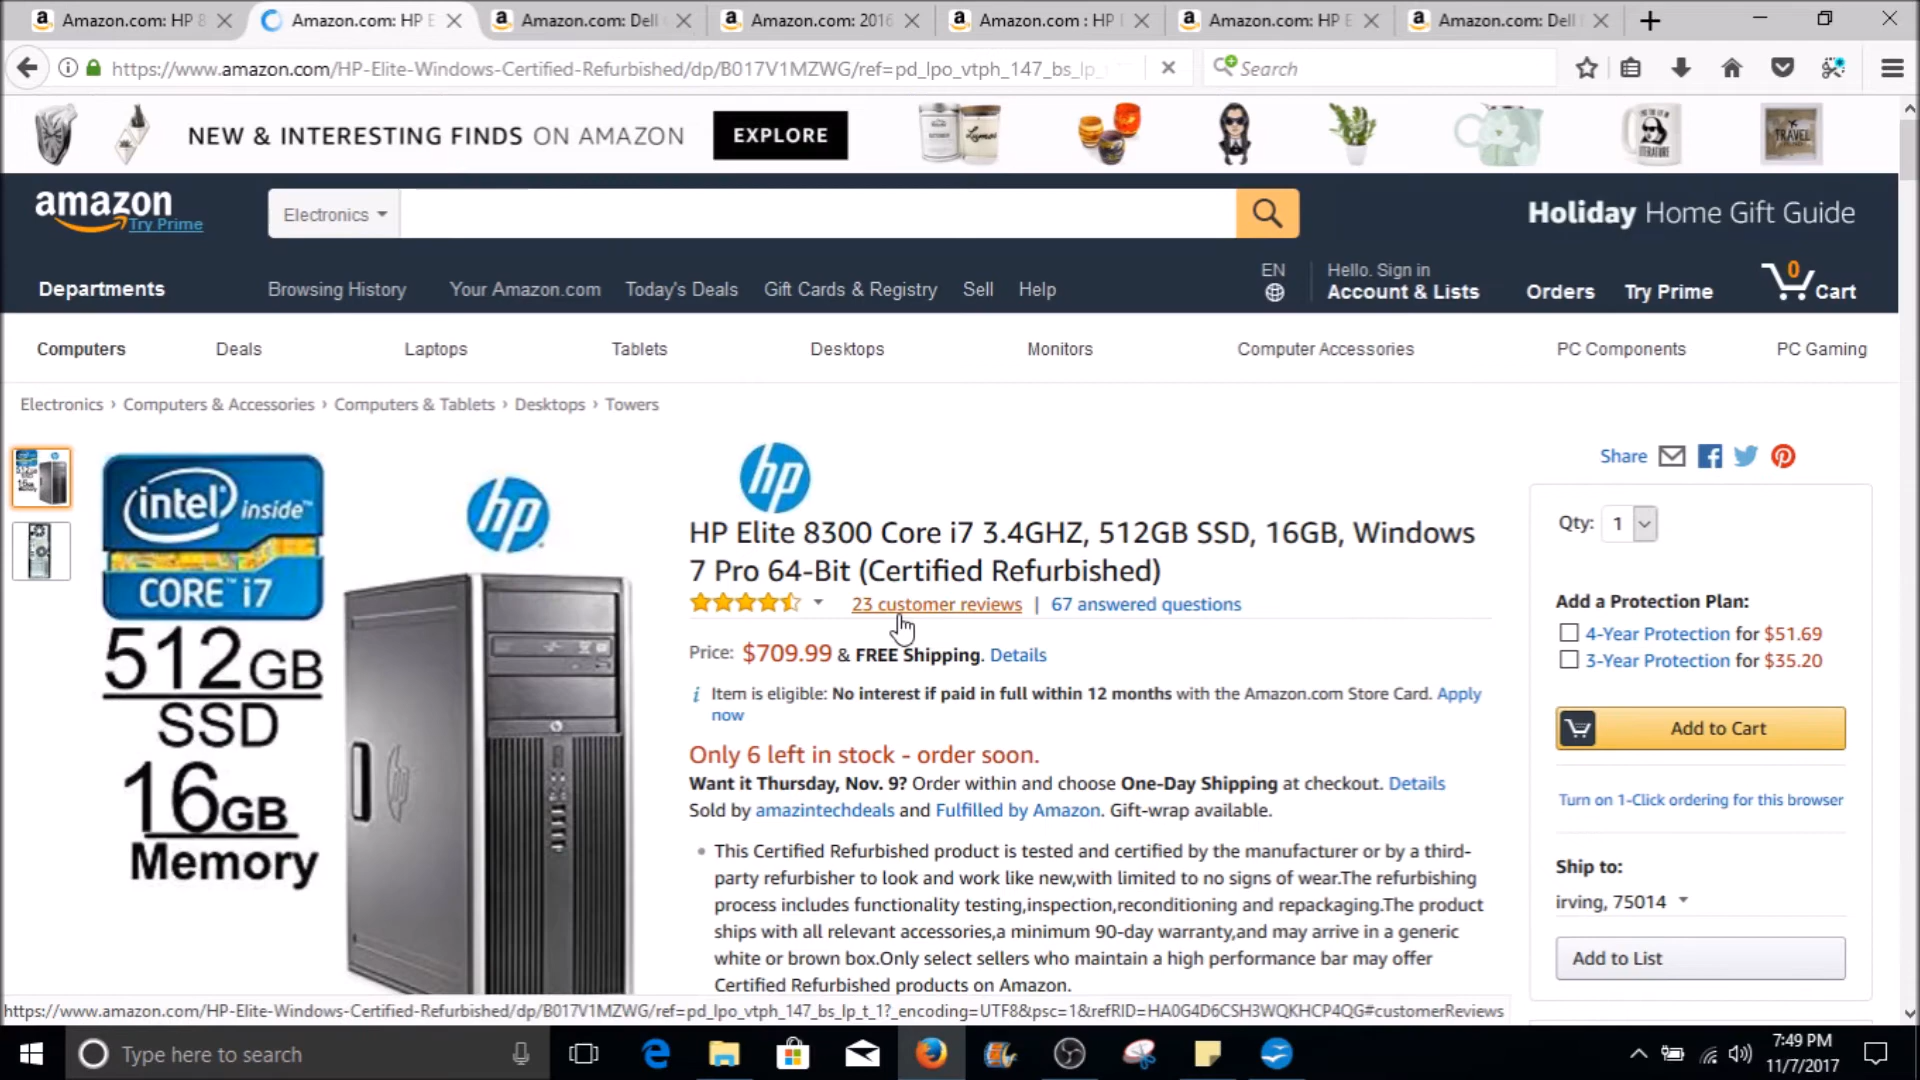 Amazon.com: HP 8
Amazon.com: HP E
Amazon.com: Dell
Amazon.com: 2016
Amazon.com : HP
Amazon.com: HP E
Amazon.com: Dell
https://www.amazon.com/HP-Elite-Windows-Certified-Refurbished/dp/B017V1MZWG/ref=pd_lpo_vtph_147_bs_lp_
Search
NEW & INTERESTING FINDS ON AMAZON
EXPLORE
LITERATURE
TRAVEL
amazon
Try Prime
Electronics
Holiday Home Gift Guide
Departments
Browsing History
Your Amazon.com
Today's Deals
Gift Cards & Registry
Sell
Help
EN
Hello. Sign in
Account & Lists
Orders
Try Prime
0
Cart
Computers
Deals
Laptops
Tablets
Desktops
Monitors
Computer Accessories
PC Components
PC Gaming
Electronics › Computers & Accessories › Computers & Tablets › Desktops › Towers
intel inside™
CORE™ i7
512GB
SSD
16GB
Memory
hp
hp
HP Elite 8300 Core i7 3.4GHZ, 512GB SSD, 16GB, Windows
7 Pro 64-Bit (Certified Refurbished)
23 customer reviews | 67 answered questions
Price: $709.99 & FREE Shipping. Details
Item is eligible: No interest if paid in full within 12 months with the Amazon.com Store Card. Apply
now
Only 6 left in stock - order soon.
Want it Thursday, Nov. 9? Order within and choose One-Day Shipping at checkout. Details
Sold by amazintechdeals and Fulfilled by Amazon. Gift-wrap available.
• This Certified Refurbished product is tested and certified by the manufacturer or by a third-
party refurbisher to look and work like new,with limited to no signs of wear.The refurbishing
process includes functionality testing,inspection,reconditioning and repackaging.The product
ships with all relevant accessories,a minimum 90-day warranty,and may arrive in a generic
white or brown box.Only select sellers who maintain a high performance bar may offer
Certified Refurbished products on Amazon.
Share
Qty: 1
Add a Protection Plan:
4-Year Protection for $51.69
3-Year Protection for $35.20
Add to Cart
Turn on 1-Click ordering for this browser
Ship to:
irving, 75014
Add to List
https://www.amazon.com/HP-Elite-Windows-Certified-Refurbished/dp/B017V1MZWG/ref=pd_lpo_vtph_147_bs_lp_t_1?_encoding=UTF8&psc=1&refRID=HA0G4D6CSH3WQKHCP4QG#customerReviews
Type here to search
7:49 PM
11/7/2017